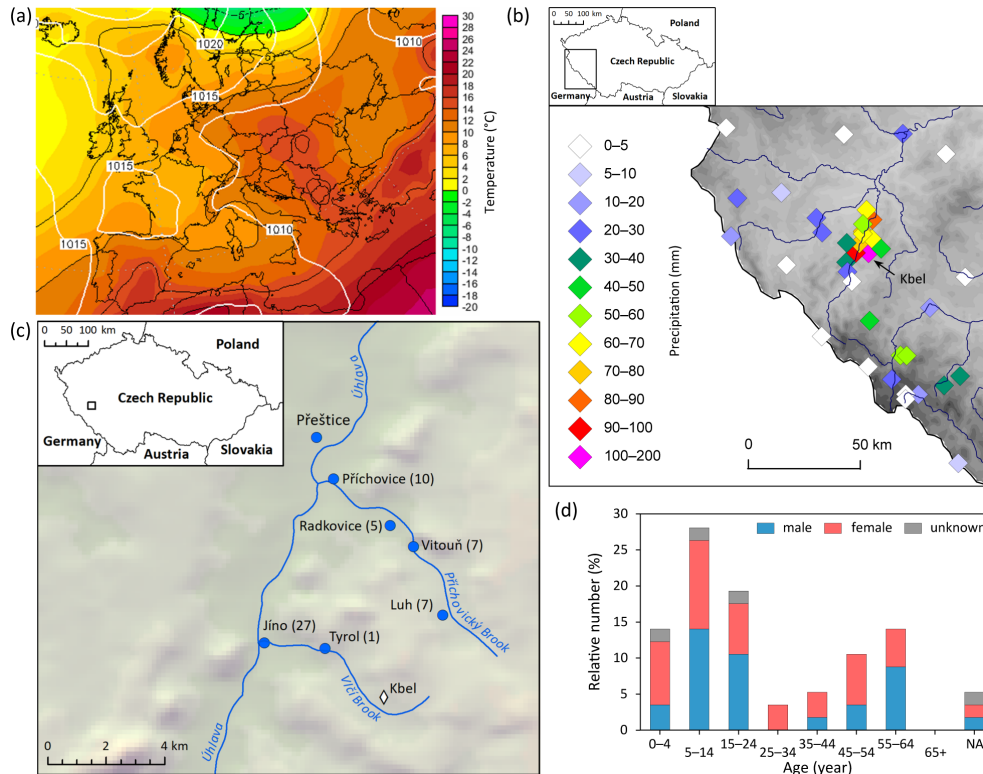 (a)
1020
1010
1015
1015
1015
1010
-5
0
5
30
28
26
24
22
20
18
16
14
12
10
8
6
4
2
0
-2
-4
-6
-8
-10
-12
-14
-16
-18
-20
Temperature (°C)
(b)
0 50 100 km
Poland
Czech Republic
Germany
Austria
Slovakia
0–5
5–10
10–20
20–30
30–40
40–50
50–60
60–70
70–80
80–90
90–100
100–200
Precipitation (mm)
Kbel
0 50 km
(c)
0 50 100 km
Poland
Czech Republic
Germany
Austria
Slovakia
Úhlava
Přeštice
Příchovice (10)
Radkovice (5)
Vitouň (7)
Příchovický Brook
Luh (7)
Jíno (27)
Tyrol (1)
Kbel
Vlčí Brook
Úhlava
0 2 4 km
(d)
male
female
unknown
Relative number (%)
30
25
20
15
10
5
0
0–4
5–14
15–24
25–34
35–44
45–54
55–64
65+
NA
Age (year)